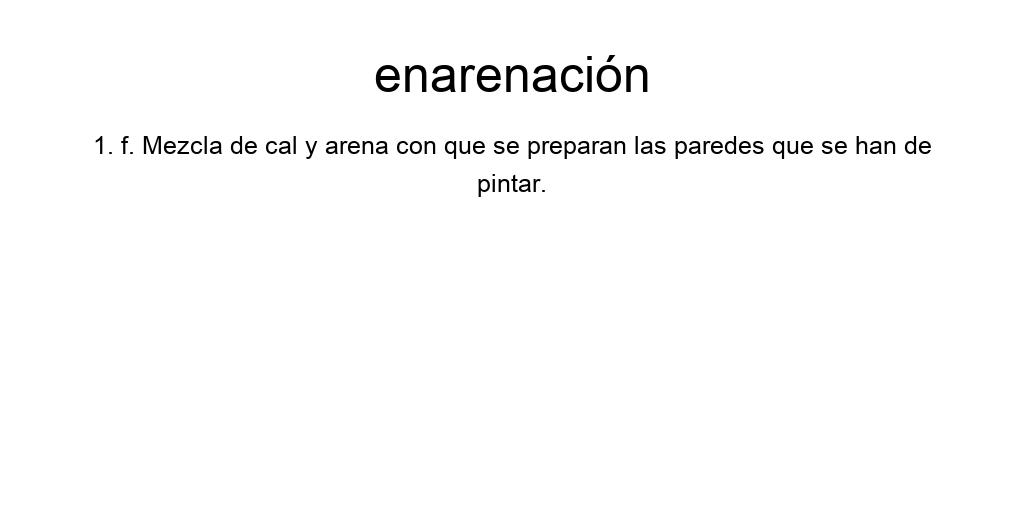 enarenación
1. f. Mezcla de cal y arena con que se preparan las paredes que se han de
pintar.